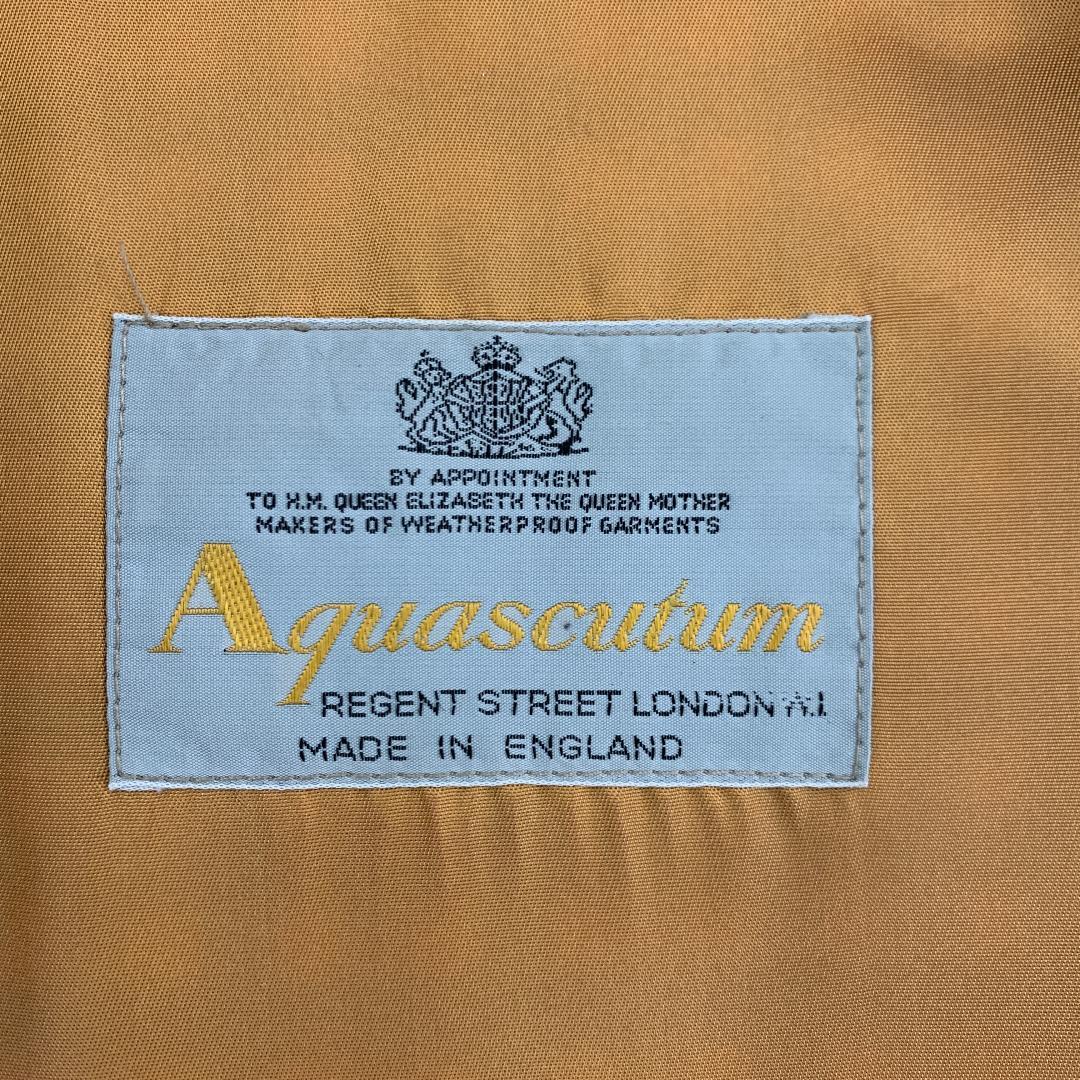 BY APPOINTMENT
TO H.M. QUEEN ELIZABETH THE QUEEN MOTHER
MAKERS OF WEATHERPROOF GARMENTS
Aquascutum
REGENT STREET LONDON W.1.
MADE IN ENGLAND